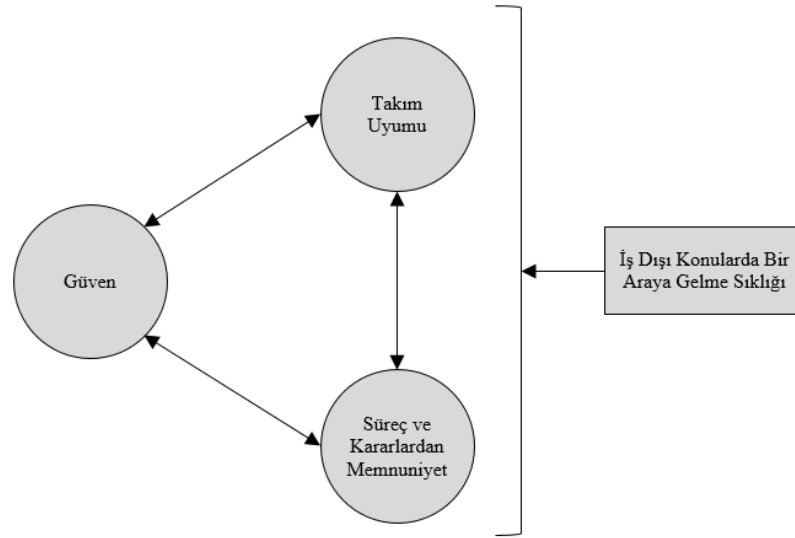 Takım
Uyumu
Güven
İş Dışı Konularda Bir
Araya Gelme Sıklığı
Süreç ve
Kararlardan
Memnuniyet